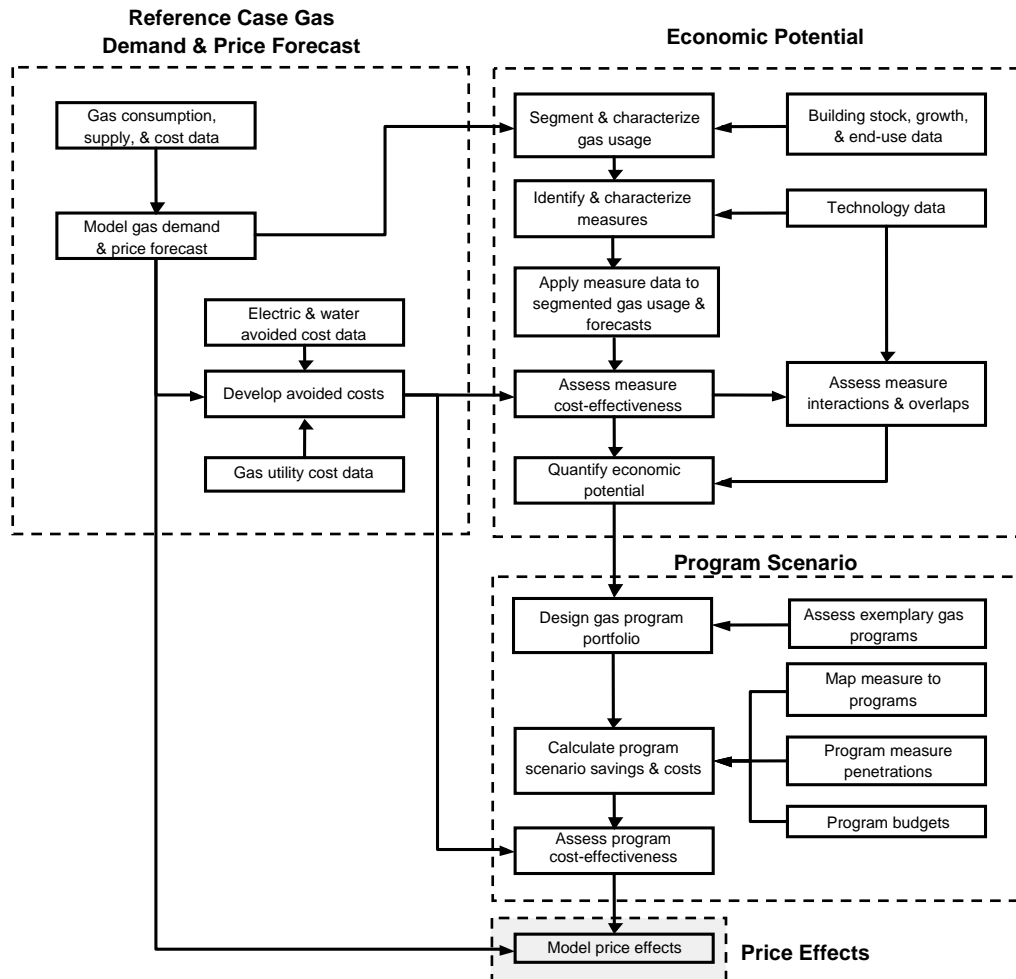 Reference Case Gas
Demand & Price Forecast
Economic Potential
Gas consumption,
supply, & cost data
Segment & characterize
gas usage
Building stock, growth,
& end-use data
Model gas demand
& price forecast
Identify & characterize
measures
Technology data
Apply measure data to
segmented gas usage &
forecasts
Electric & water
avoided cost data
Develop avoided costs
Assess measure
cost-effectiveness
Assess measure
interactions & overlaps
Gas utility cost data
Quantify economic
potential
Program Scenario
Design gas program
portfolio
Assess exemplary gas
programs
Map measure to
programs
Calculate program
scenario savings & costs
Program measure
penetrations
Program budgets
Assess program
cost-effectiveness
Model price effects
Price Effects